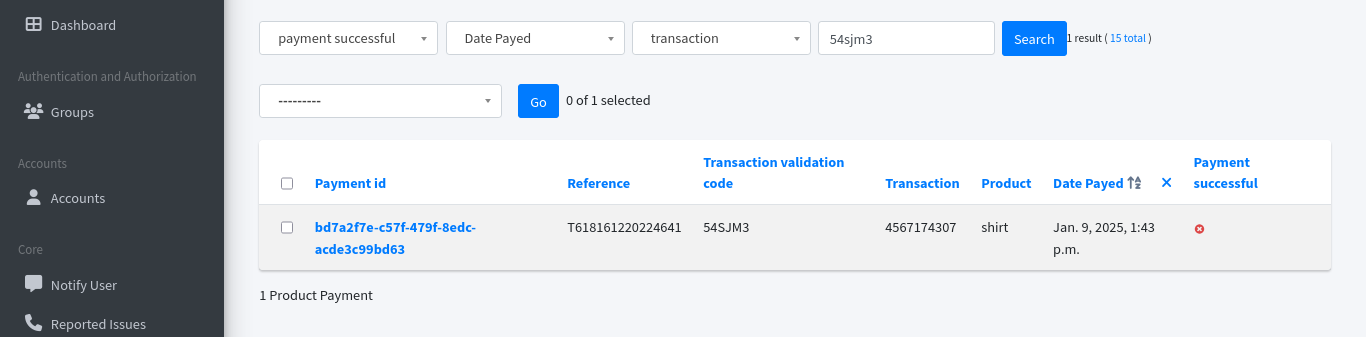 Dashboard
Authentication and Authorization
Groups
Accounts
Accounts
Core
Notify User
Reported Issues
payment successful
Date Payed
transaction
54sjm3
Search
1 result ( 15 total )
---------
Go
0 of 1 selected
Payment id
Reference
Transaction validation
code
Transaction
Product
Date Payed
Payment
successful
bd7a2f7e-c57f-479f-8edc-
acde3c99bd63
T618161220224641
54SJM3
4567174307
shirt
Jan. 9, 2025, 1:43
p.m.
1 Product Payment